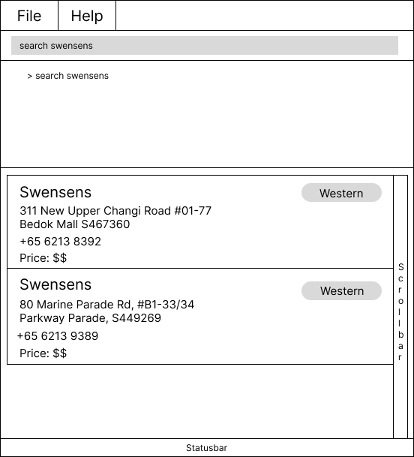 File Help
search swensens
> search swensens
Swensens
Western
311 New Upper Changi Road #01-77
Bedok Mall S467360
+65 6213 8392
Price: $$
Swensens
Western
80 Marine Parade Rd, #B1-33/34
Parkway Parade, S449269
+65 6213 9389
Price: $$
Scrollbar
Statusbar